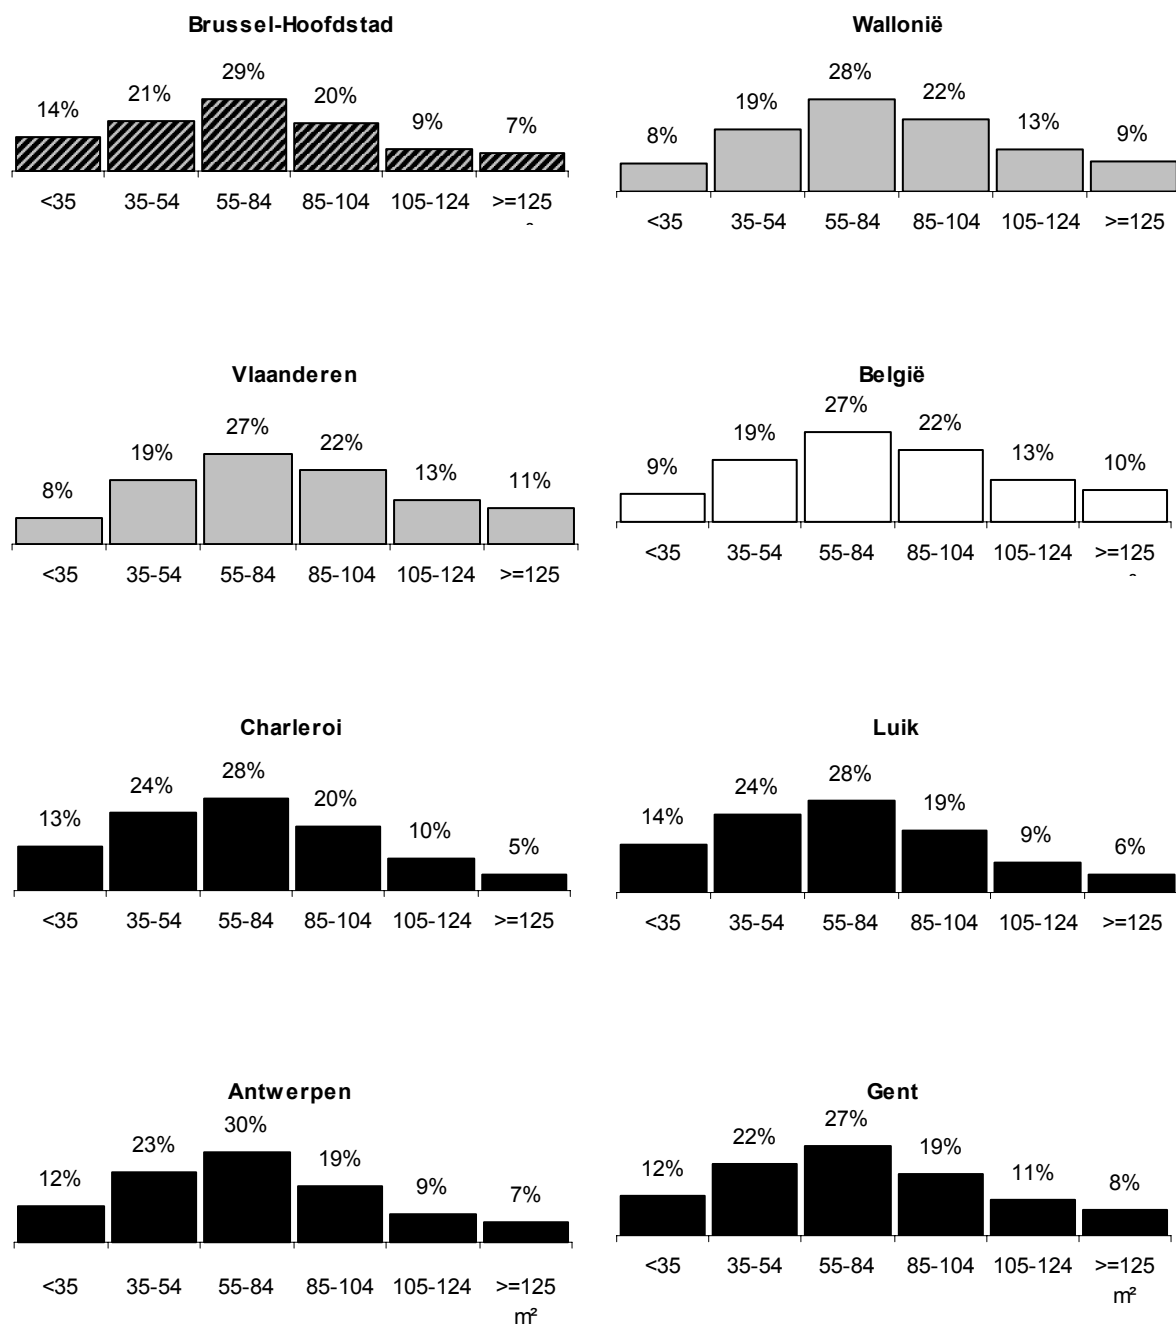 Brussel-Hoofdstad
14% 21% 29% 20% 9% 7%
<35 35-54 55-84 85-104 105-124 >=125
Wallonië
8% 19% 28% 22% 13% 9%
<35 35-54 55-84 85-104 105-124 >=125
Vlaanderen
8% 19% 27% 22% 13% 11%
<35 35-54 55-84 85-104 105-124 >=125
België
9% 19% 27% 22% 13% 10%
<35 35-54 55-84 85-104 105-124 >=125
Charleroi
13% 24% 28% 20% 10% 5%
<35 35-54 55-84 85-104 105-124 >=125
Luik
14% 24% 28% 19% 9% 6%
<35 35-54 55-84 85-104 105-124 >=125
Antwerpen
12% 23% 30% 19% 9% 7%
<35 35-54 55-84 85-104 105-124 >=125
m²
Gent
12% 22% 27% 19% 11% 8%
<35 35-54 55-84 85-104 105-124 >=125
m²